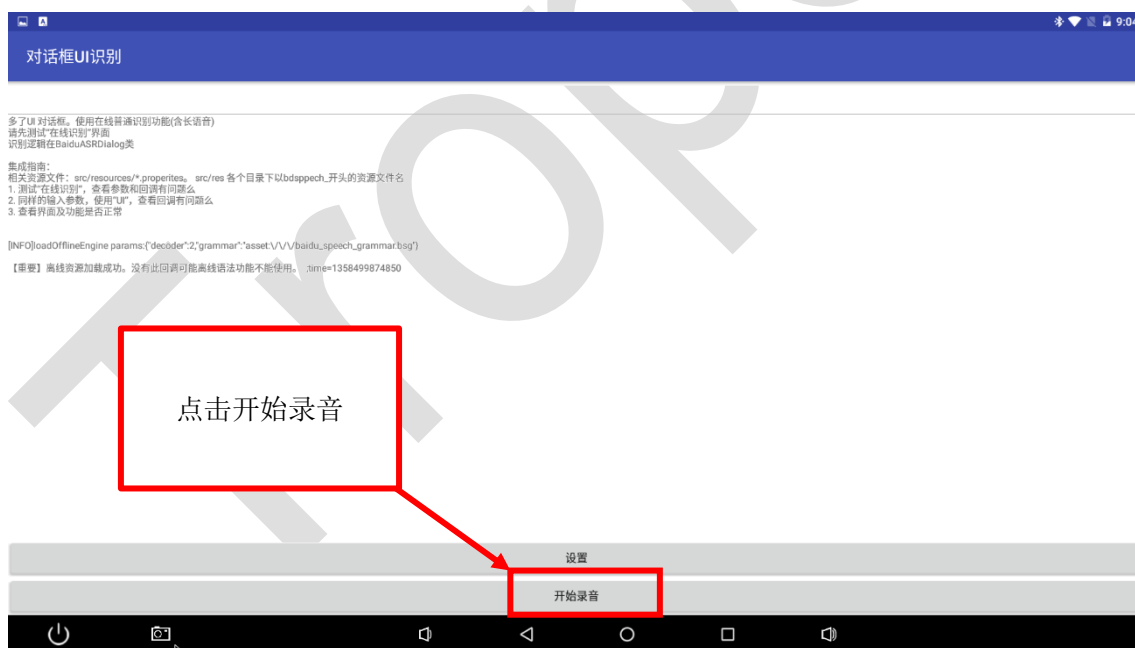 9:04
对话框UI识别
多了UI 对话框。使用在线普通识别功能(含长语音)
请先测试“在线识别”界面
识别逻辑在BaiduASRDialog类
集成指南：
相关资源文件：src/resources/*.properites。 src/res 各个目录下以bdsppech_开头的资源文件名
1. 测试“在线识别”，查看参数和回调有问题么
2. 同样的输入参数，使用“UI”，查看回调有问题么
3. 查看界面及功能是否正常
[INFO]loadOfflineEngine params:{"decoder":2,"grammar":"asset:\/\/\/baidu_speech_grammar.bsg"}
【重要】离线资源加载成功。没有此回调可能离线语法功能不能使用。 ;time=1358499874850
点击开始录音
设置
开始录音